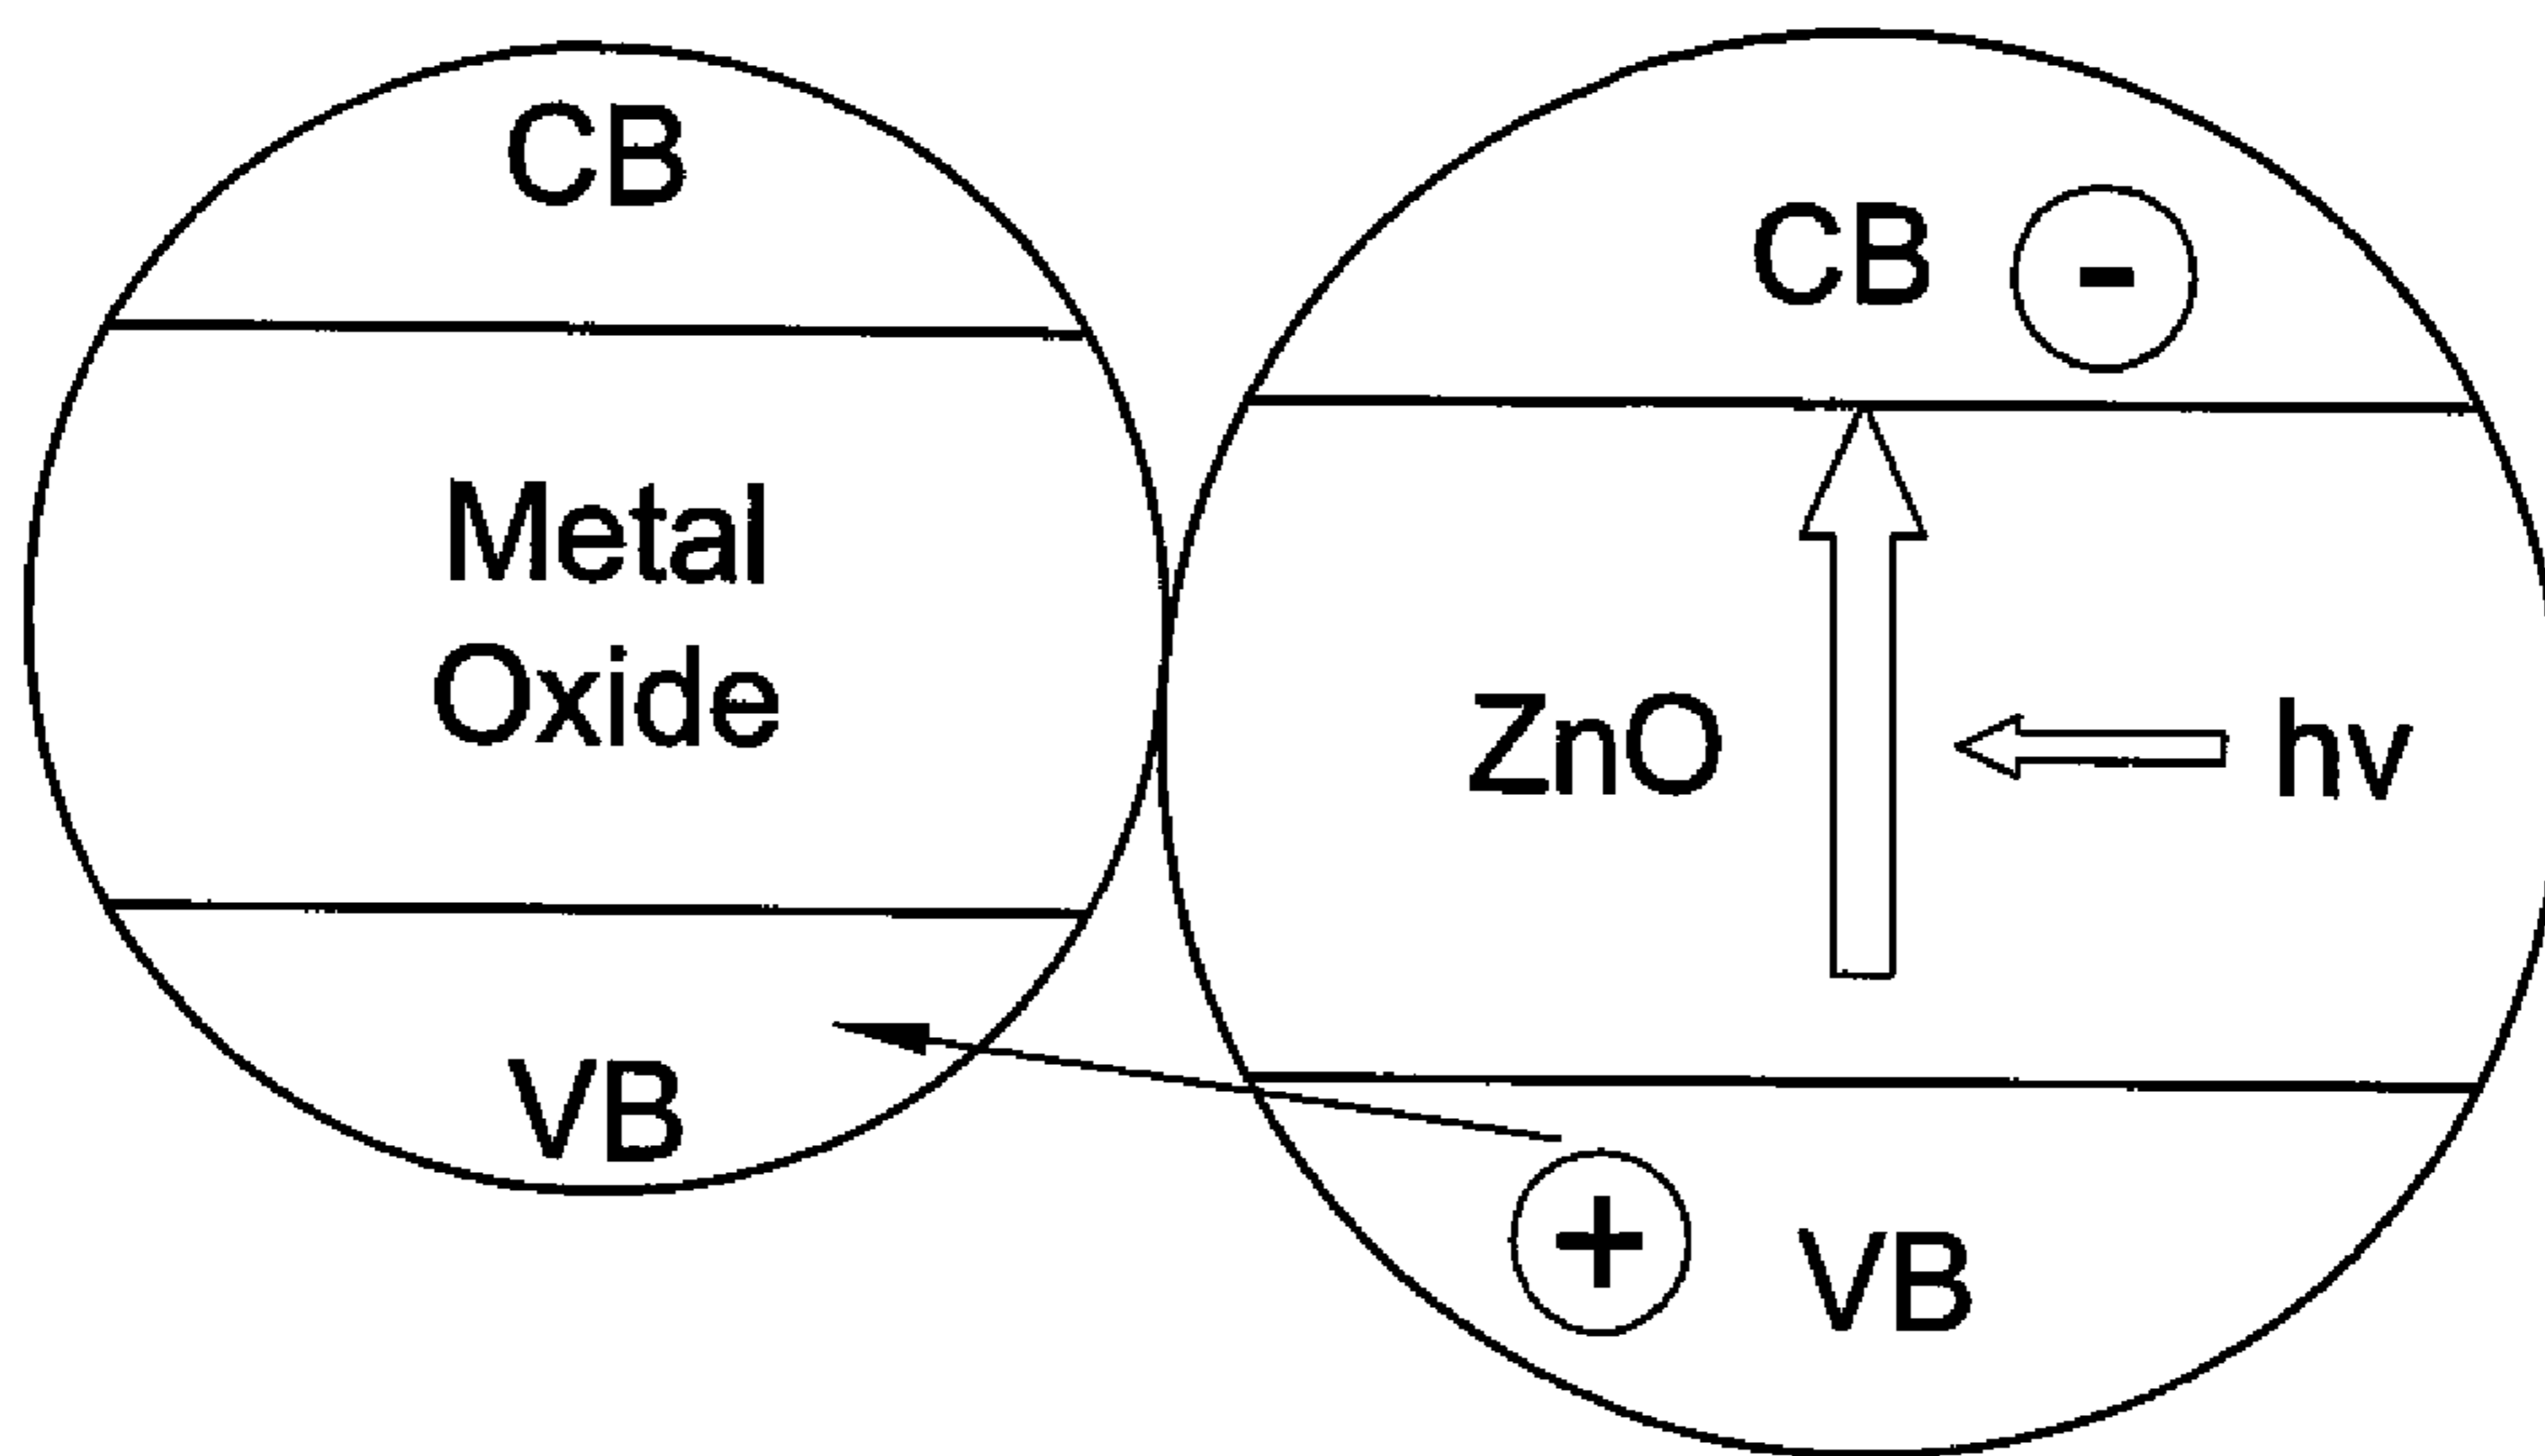 CB
Metal
Oxide
VB
CB -
ZnO
hv
+ VB